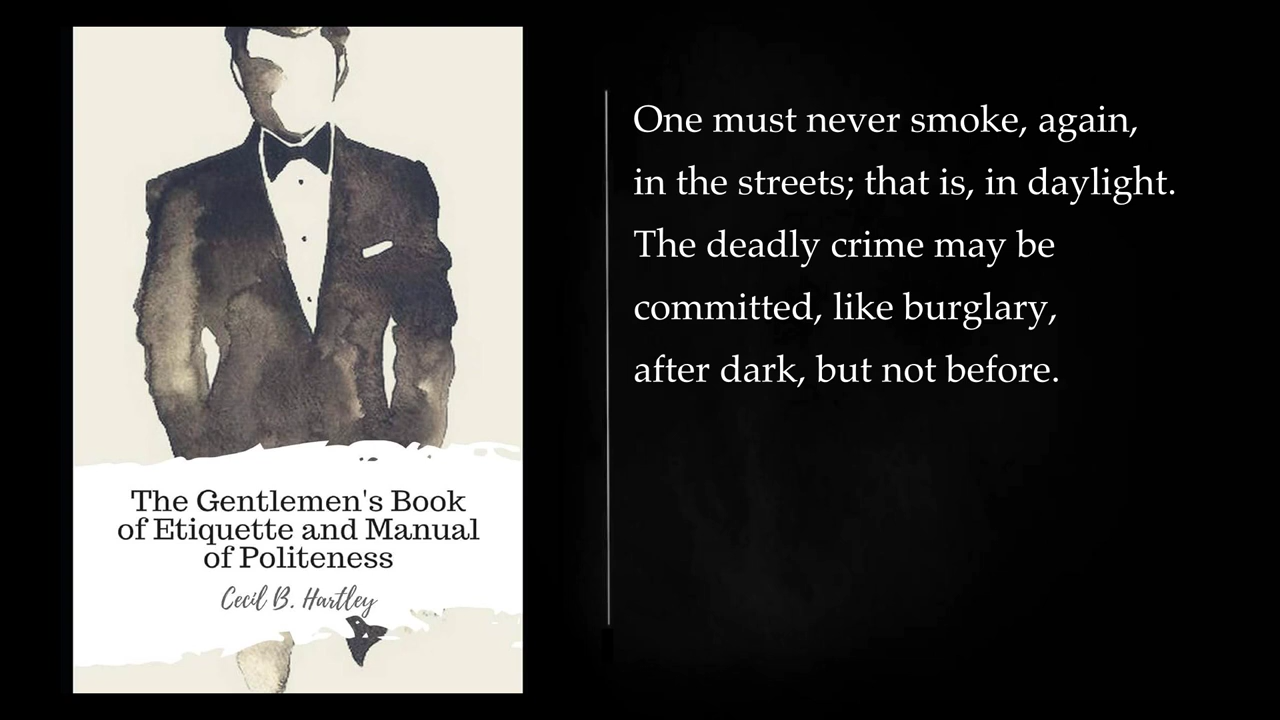 The Gentlemen's Book
of Etiquette and Manual
of Politeness
Cecil B. Hartley
One must never smoke, again,
in the streets; that is, in daylight.
The deadly crime may be
committed, like burglary,
after dark, but not before.